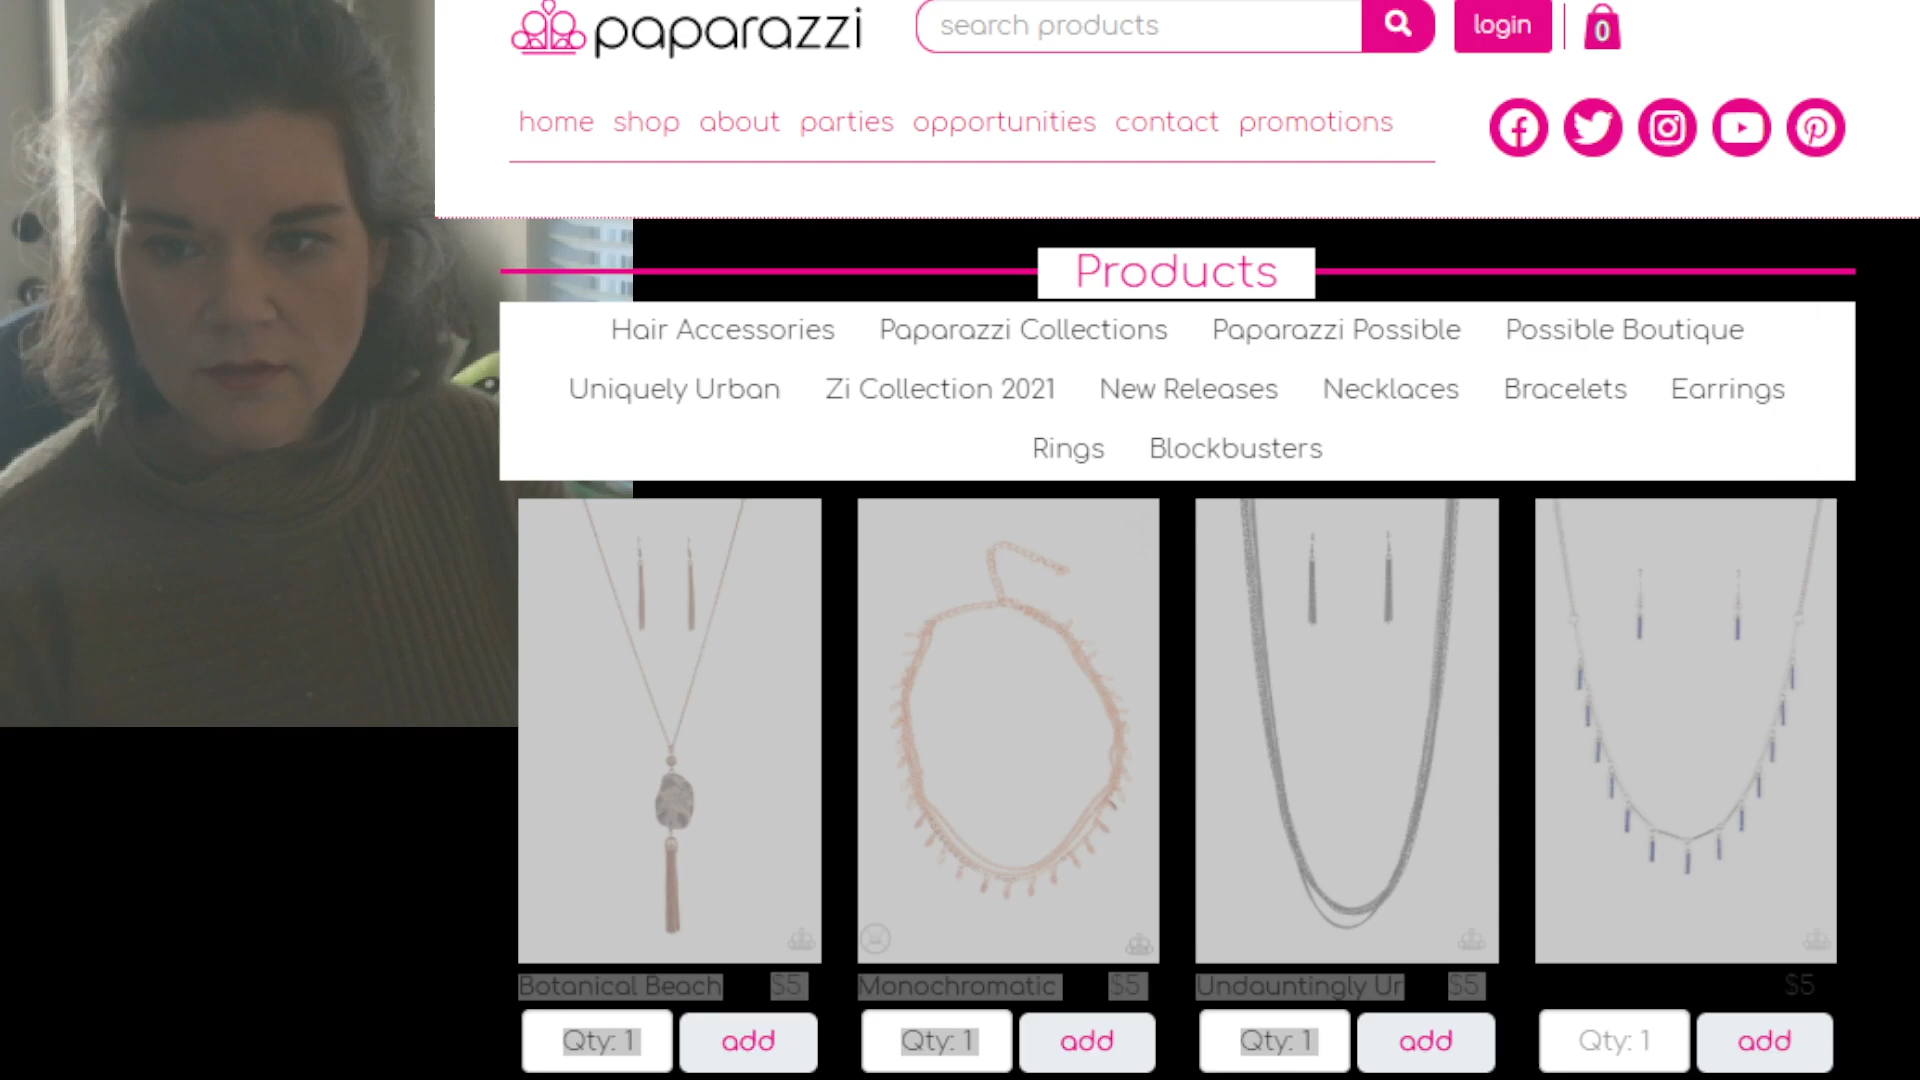 paparazzi
search products
login
0
home shop about parties opportunities contact promotions
Products
Hair Accessories Paparazzi Collections Paparazzi Possible Possible Boutique
Uniquely Urban Zi Collection 2021 New Releases Necklaces Bracelets Earrings
Rings Blockbusters
Botanical Beach $5 Monochromatic $5 Undauntingly Ur $5 $5
Qty: 1 add Qty: 1 add Qty: 1 add Qty: 1 add